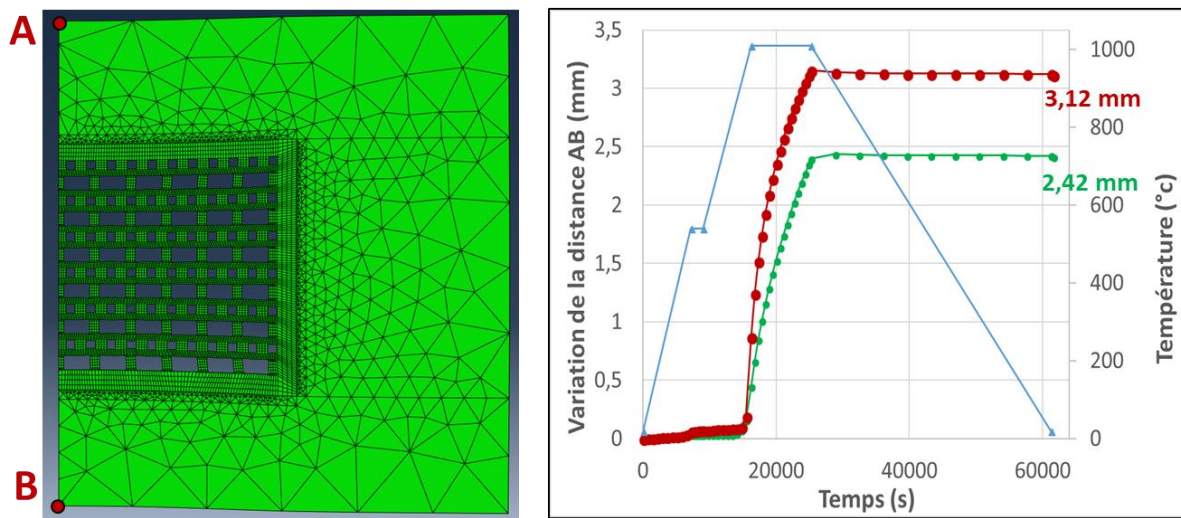 A
B
Variation de la distance AB (mm)
3,5
3
2,5
2
1,5
1
0,5
0
3,12 mm
2,42 mm
1000
800
600
400
200
0
Température (°c)
0
20000
40000
60000
Temps (s)